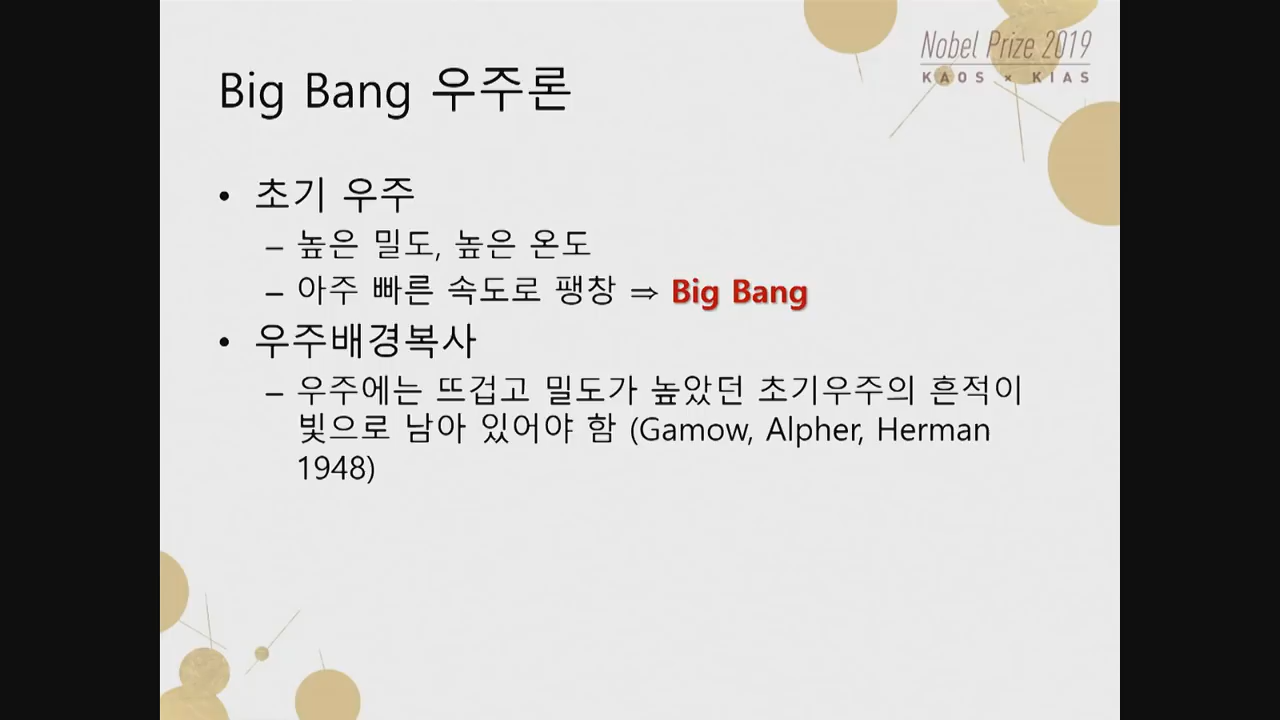 Nobel Prize 2019
KAOS × KIAS
Big Bang 우주론
• 초기 우주
– 높은 밀도, 높은 온도
– 아주 빠른 속도로 팽창 ⇒ Big Bang
• 우주배경복사
– 우주에는 뜨겁고 밀도가 높았던 초기우주의 흔적이
빛으로 남아 있어야 함 (Gamow, Alpher, Herman
1948)